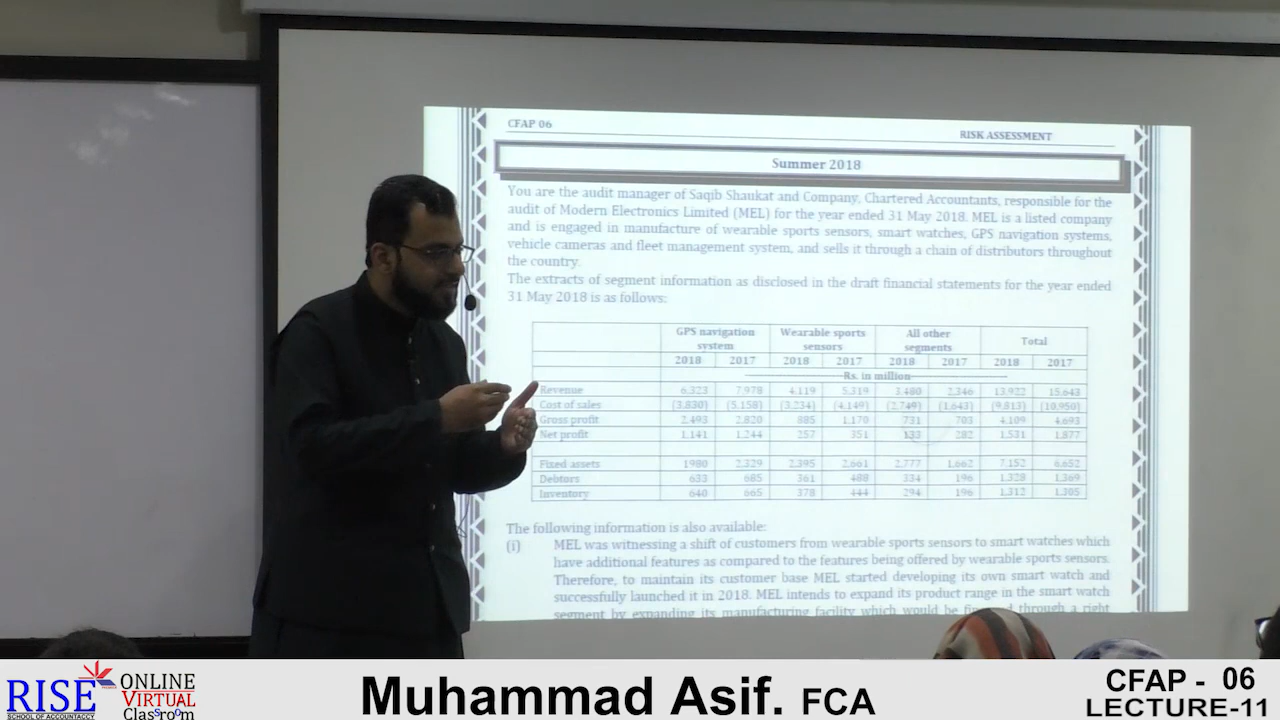 CFAP 06
RISK ASSESSMENT
Summer 2018
You are the audit manager of Saqib Shaukat and Company, Chartered Accountants, responsible for the
audit of Modern Electronics Limited (MEL) for the year ended 31 May 2018. MEL is a listed company
and is engaged in manufacture of wearable sports sensors, smart watches, GPS navigation systems,
vehicle cameras and fleet management system, and sells it through a chain of distributors throughout
the country.
The extracts of segment information as disclosed in the draft financial statements for the year ended
31 May 2018 is as follows:
GPS navigation system Wearable sports sensors All other segments Total
2018 2017 2018 2017 2018 2017 2018 2017
Rs. in million
Revenue 6,323 7,978 4,119 5,319 3,480 2,346 13,922 15,643
Cost of sales (3,830) (5,158) (3,234) (4,149) (2,749) (1,643) (9,813) (10,950)
Gross profit 2,493 2,820 885 1,170 731 703 4,109 4,693
Net profit 1,141 1,244 257 351 133 282 1,531 1,877
Fixed assets 1980 2,329 2,395 2,661 2,777 1,662 7,152 6,652
Debtors 633 685 361 488 334 196 1,328 1,369
Inventory 640 665 378 444 294 196 1,312 1,305
The following information is also available:
(i) MEL was witnessing a shift of customers from wearable sports sensors to smart watches which
have additional features as compared to the features being offered by wearable sports sensors.
Therefore, to maintain its customer base MEL started developing its own smart watch and
successfully launched it in 2018. MEL intends to expand its product range in the smart watch
segment by expanding its manufacturing facility which would be through a right
RISE
SCHOOL OF ACCOUNTANCY
ONLINE
VIRTUAL
Classroom
Muhammad Asif. FCA
CFAP - 06
LECTURE-11